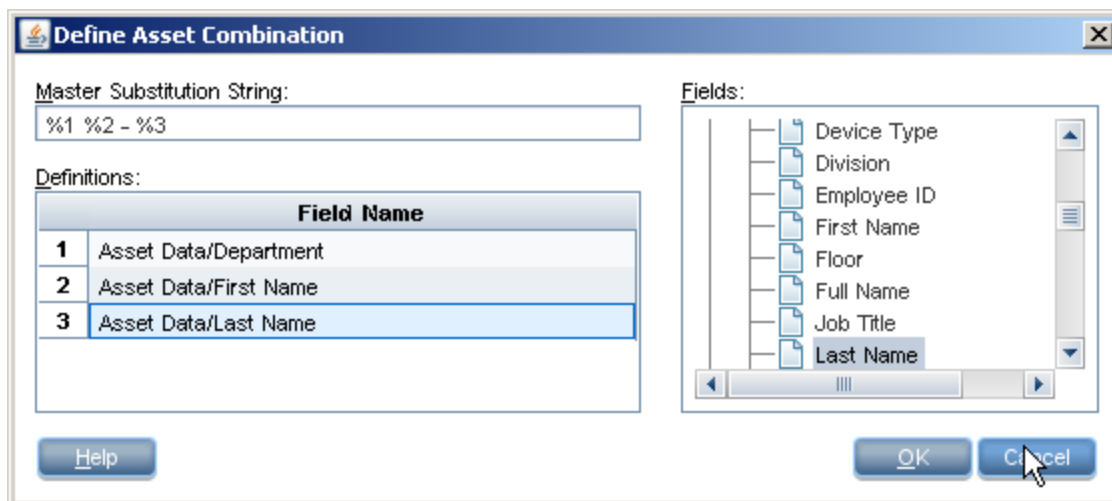 Define Asset Combination
Master Substitution String:
%1 %2 - %3
Definitions:
Field Name
1 Asset Data/Department
2 Asset Data/First Name
3 Asset Data/Last Name
Fields:
Device Type
Division
Employee ID
First Name
Floor
Full Name
Job Title
Last Name
Help
OK
Cancel